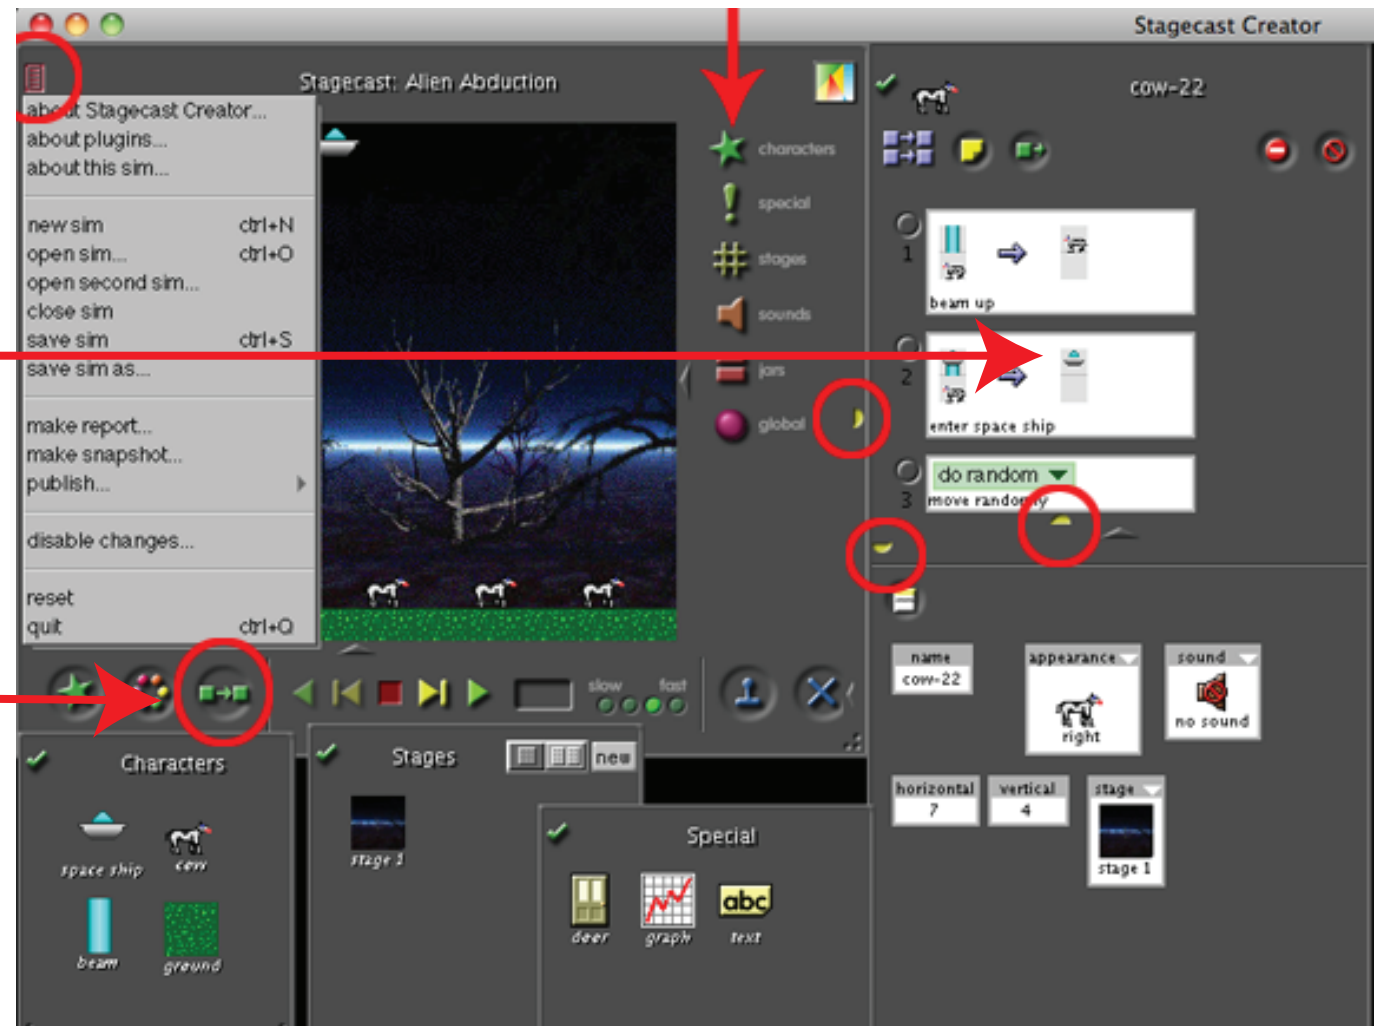 Stagecast Creator
Stagecast: Alien Abduction
about Stagecast Creator...
about plugins...
about this sim...
new sim ctrl+N
open sim... ctrl+O
open second sim...
close sim
save sim ctrl+S
save sim as...
make report...
make snapshot...
publish...
disable changes...
reset
quit ctrl+Q
characters
special
stages
sounds
jars
global
slow fast
cow-22
1
beam up
2
enter space ship
3
do random
move randomly
name
cow-22
appearance
right
sound
no sound
horizontal
7
vertical
4
stage
stage 1
Characters
space ship
cow
beam
ground
Stages
new
stage 1
Special
door
graph
abc
text